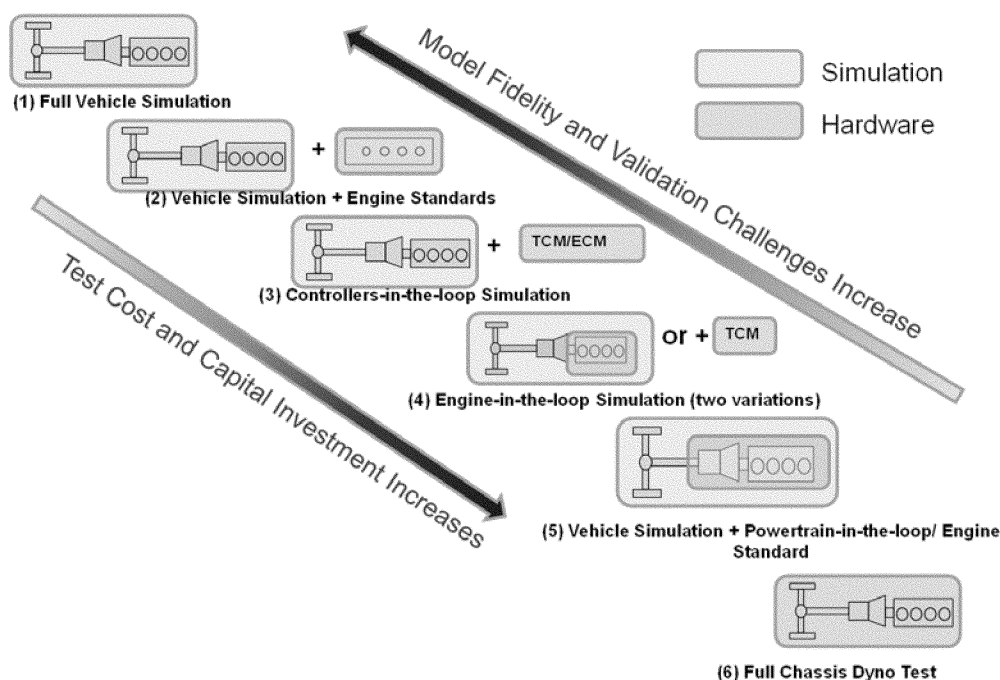 Simulation
Hardware
Model Fidelity and Validation Challenges Increase
Test Cost and Capital Investment Increases
(1) Full Vehicle Simulation
+
(2) Vehicle Simulation + Engine Standards
+ TCM/ECM
(3) Controllers-in-the-loop Simulation
or + TCM
(4) Engine-in-the-loop Simulation (two variations)
(5) Vehicle Simulation + Powertrain-in-the-loop/ Engine
Standard
(6) Full Chassis Dyno Test